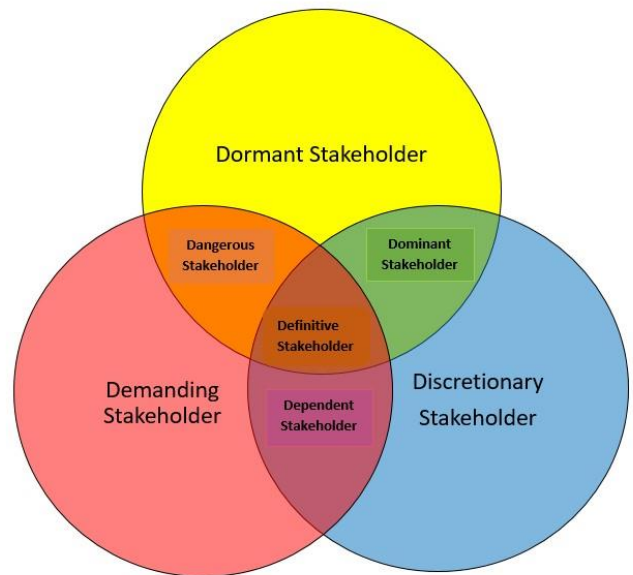 Dormant Stakeholder
Dangerous
Stakeholder
Dominant
Stakeholder
Definitive
Stakeholder
Demanding
Stakeholder
Dependent
Stakeholder
Discretionary
Stakeholder